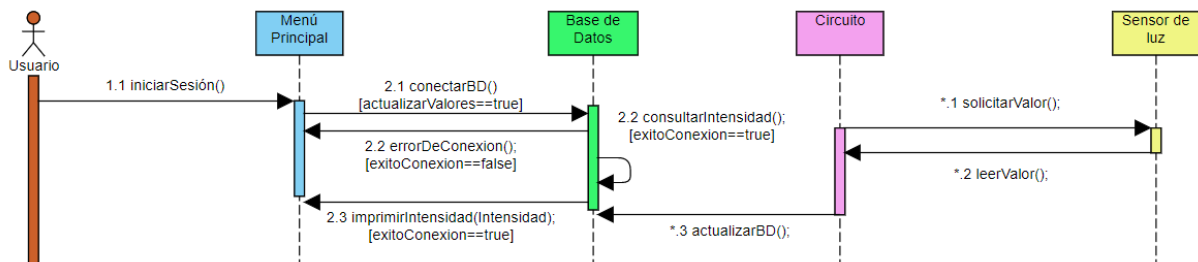 Usuario
Menú
Principal
Base de
Datos
Circuito
Sensor de
luz
1.1 iniciarSesión()
2.1 conectarBD()
[actualizarValores==true]
2.2 consultarIntensidad();
[exitoConexion==true]
2.2 errorDeConexion();
[exitoConexion==false]
2.3 imprimirIntensidad(Intensidad);
[exitoConexion==true]
*.1 solicitarValor();
*.2 leerValor();
*.3 actualizarBD();